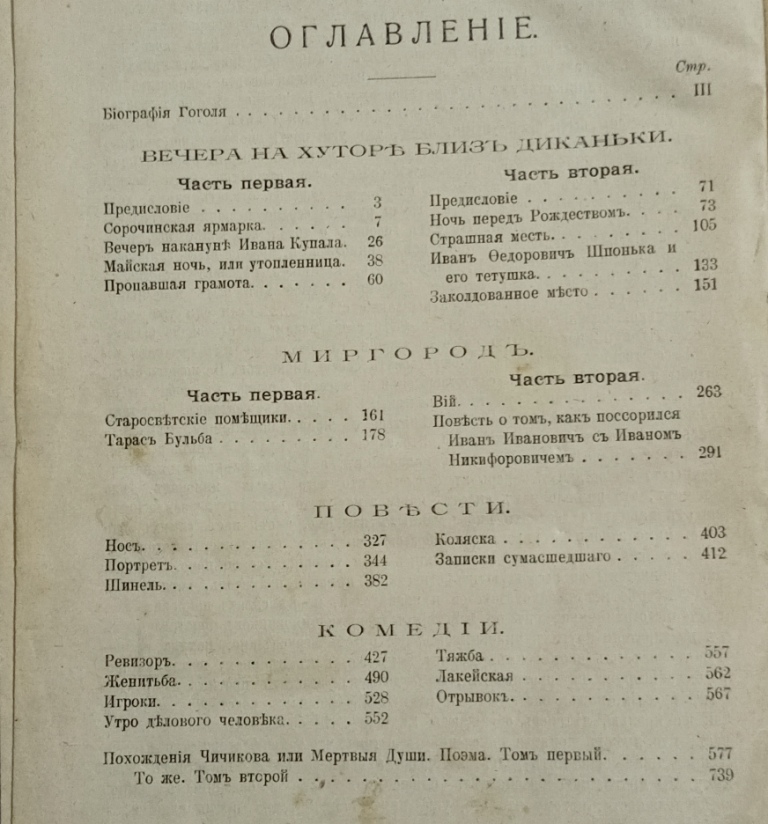 ОГЛАВЛЕНІЕ.
Стр.
Біографія Гоголя . . . . . . . . . . . . . . . . . . . . . . . . . . . . III
ВЕЧЕРА НА ХУТОРѢ БЛИЗЪ ДИКАНЬКИ.
Часть первая.
Предисловіе . . . . . . . . . . 3
Сорочинская ярмарка. . . . . . . 7
Вечеръ наканунѣ Ивана Купала. 26
Майская ночь, или утопленница. 38
Пропавшая грамота. . . . . . . 60
Часть вторая.
Предисловіе . . . . . . . . . . 71
Ночь передъ Рождествомъ. . . . 73
Страшная месть. . . . . . . . . 105
Иванъ Ѳедоровичъ Шпонька и
его тетушка. . . . . . . . . . 133
Заколдованное мѣсто . . . . . . 151
МИРГОРОДЪ.
Часть первая.
Старосвѣтскіе помѣщики. . . . . 161
Тарасъ Бульба . . . . . . . . . 178
Часть вторая.
Вій. . . . . . . . . . . . . . . 263
Повѣсть о томъ, какъ поссорился
Иванъ Ивановичъ съ Иваномъ
Никифоровичемъ . . . . . . . 291
ПОВѢСТИ.
Носъ. . . . . . . . . . . . . . 327
Портретъ. . . . . . . . . . . . 344
Шинель. . . . . . . . . . . . . 382
Коляска . . . . . . . . . . . . 403
Записки сумасшедшаго . . . . . 412
КОМЕДІИ.
Ревизоръ. . . . . . . . . . . . 427
Женитьба. . . . . . . . . . . . 490
Игроки. . . . . . . . . . . . . 528
Утро дѣлового человѣка. . . . . 552
Тяжба . . . . . . . . . . . . . 557
Лакейская . . . . . . . . . . . 562
Отрывокъ. . . . . . . . . . . . 567
Похожденія Чичикова или Мертвыя Души. Поэма. Томъ первый. . . . . . 577
То же. Томъ второй . . . . . . . . . . . . . . . . . . . . . . . . 739